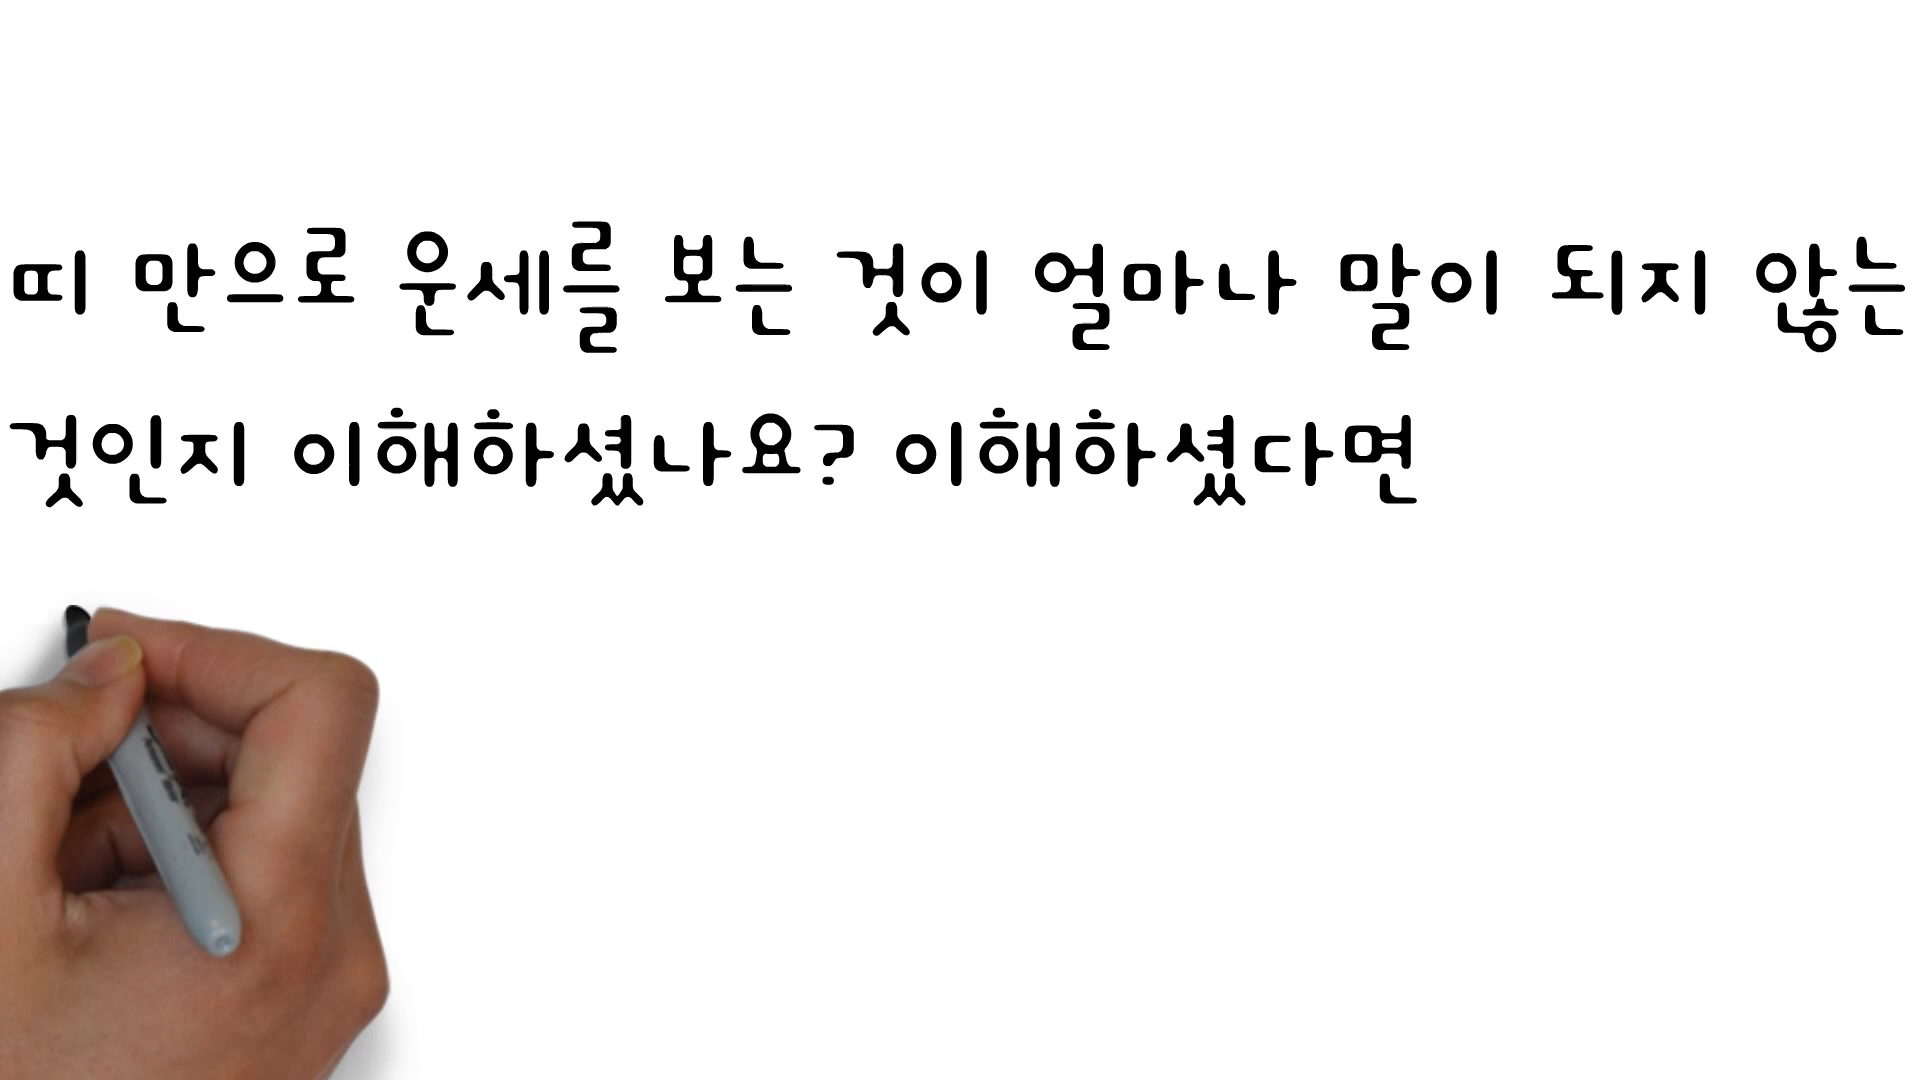 띠 만으로 운세를 보는 것이 얼마나 말이 되지 않는
것인지 이해하셨나요? 이해하셨다면